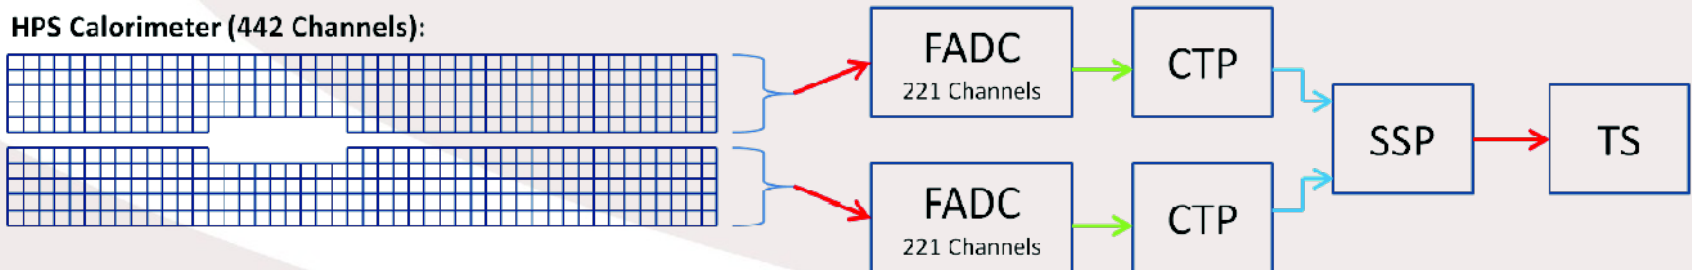 HPS Calorimeter (442 Channels):
FADC
221 Channels
CTP
SSP
TS
FADC
221 Channels
CTP